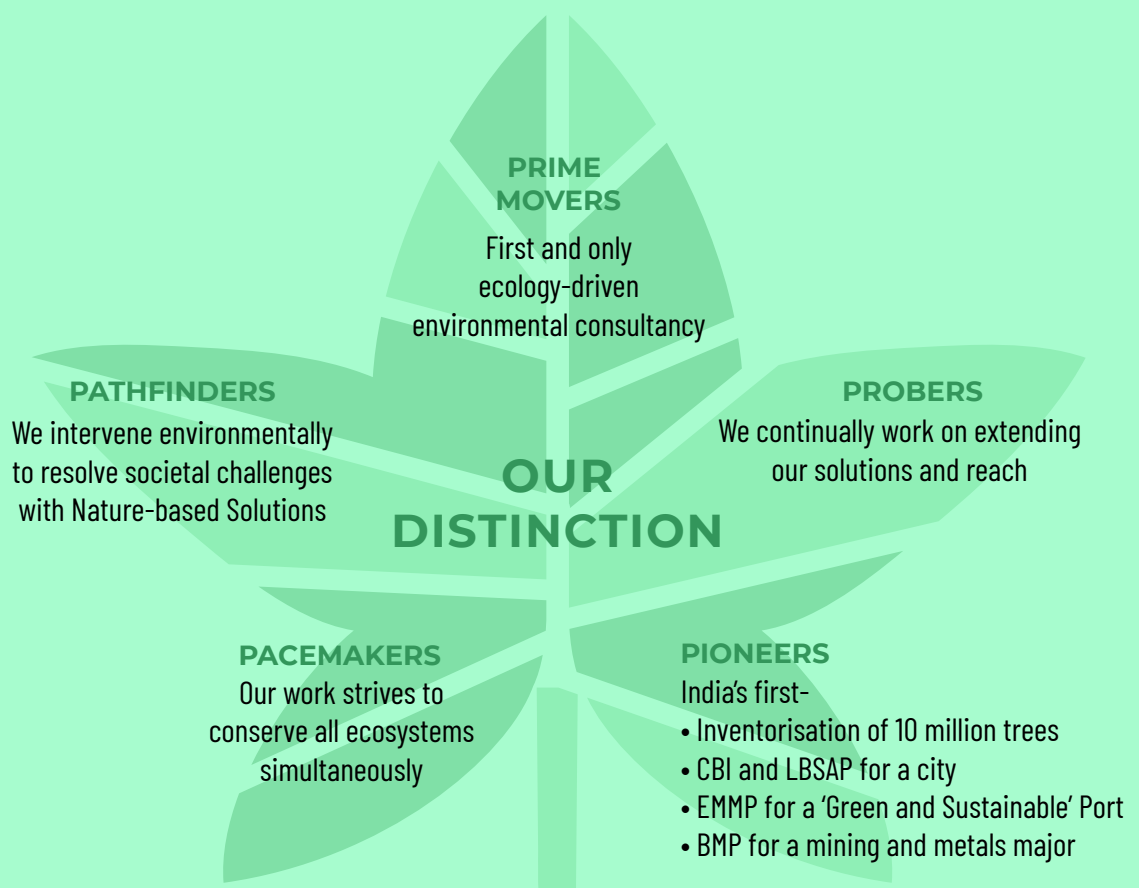 PRIME
MOVERS
First and only
ecology-driven
environmental consultancy
PATHFINDERS
We intervene environmentally
to resolve societal challenges
with Nature-based Solutions
PROBERS
We continually work on extending
our solutions and reach
OUR
DISTINCTION
PACEMAKERS
Our work strives to
conserve all ecosystems
simultaneously
PIONEERS
India's first-
• Inventorisation of 10 million trees
• CBI and LBSAP for a city
• EMMP for a ‘Green and Sustainable’ Port
• BMP for a mining and metals major